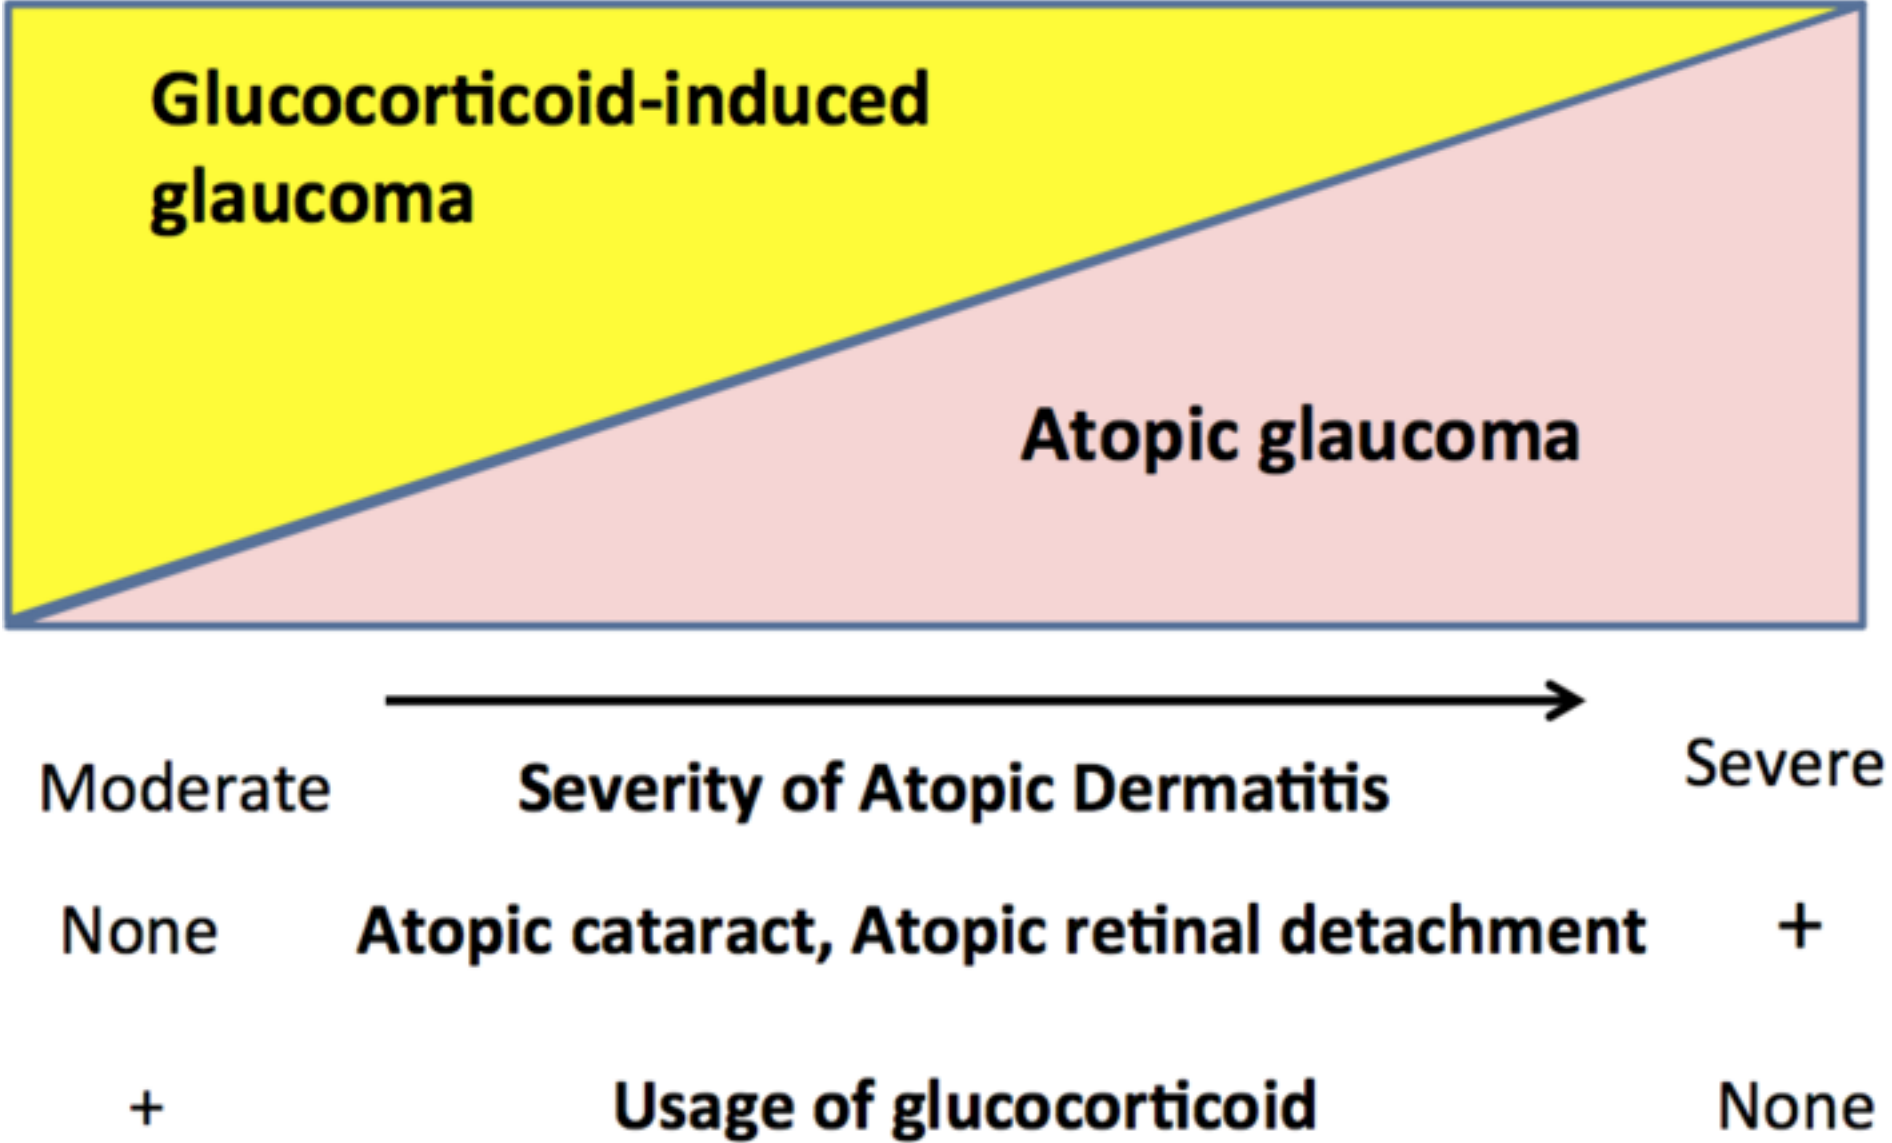 Glucocorticoid-induced
glaucoma
Atopic glaucoma
Moderate Severity of Atopic Dermatitis Severe
None Atopic cataract, Atopic retinal detachment +
+ Usage of glucocorticoid None